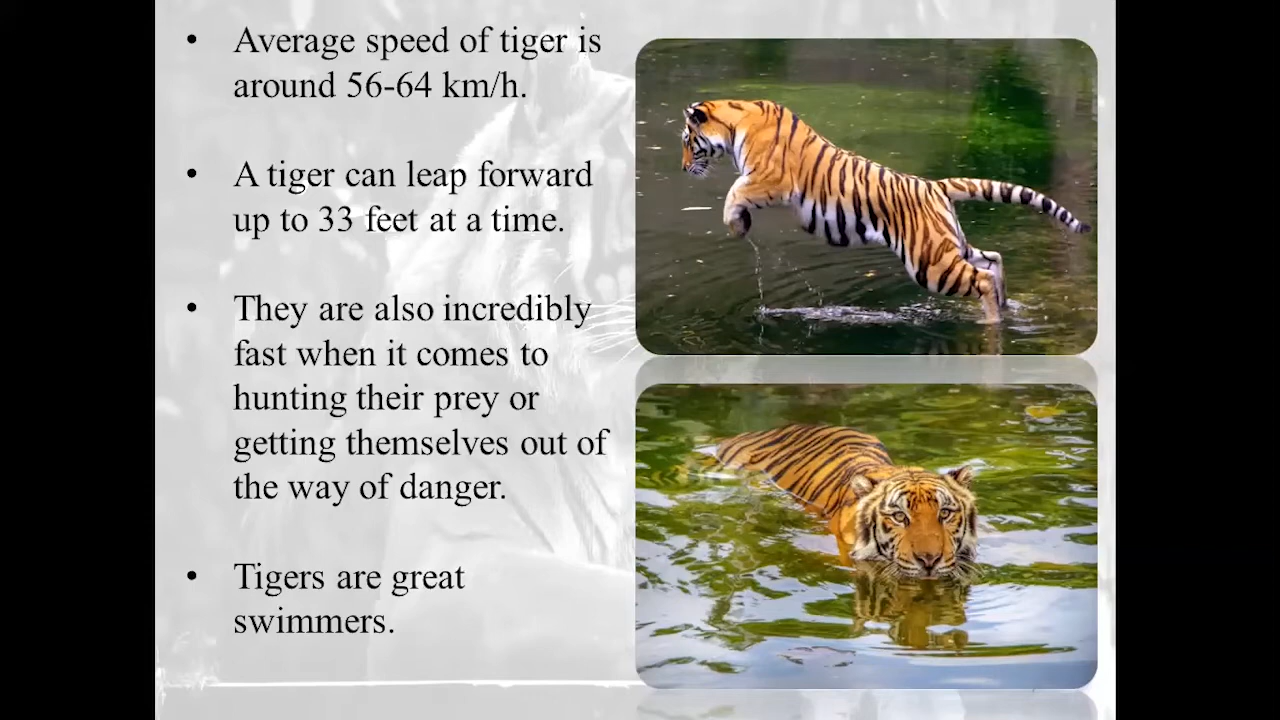 • Average speed of tiger is
around 56-64 km/h.
• A tiger can leap forward
up to 33 feet at a time.
• They are also incredibly
fast when it comes to
hunting their prey or
getting themselves out of
the way of danger.
• Tigers are great
swimmers.